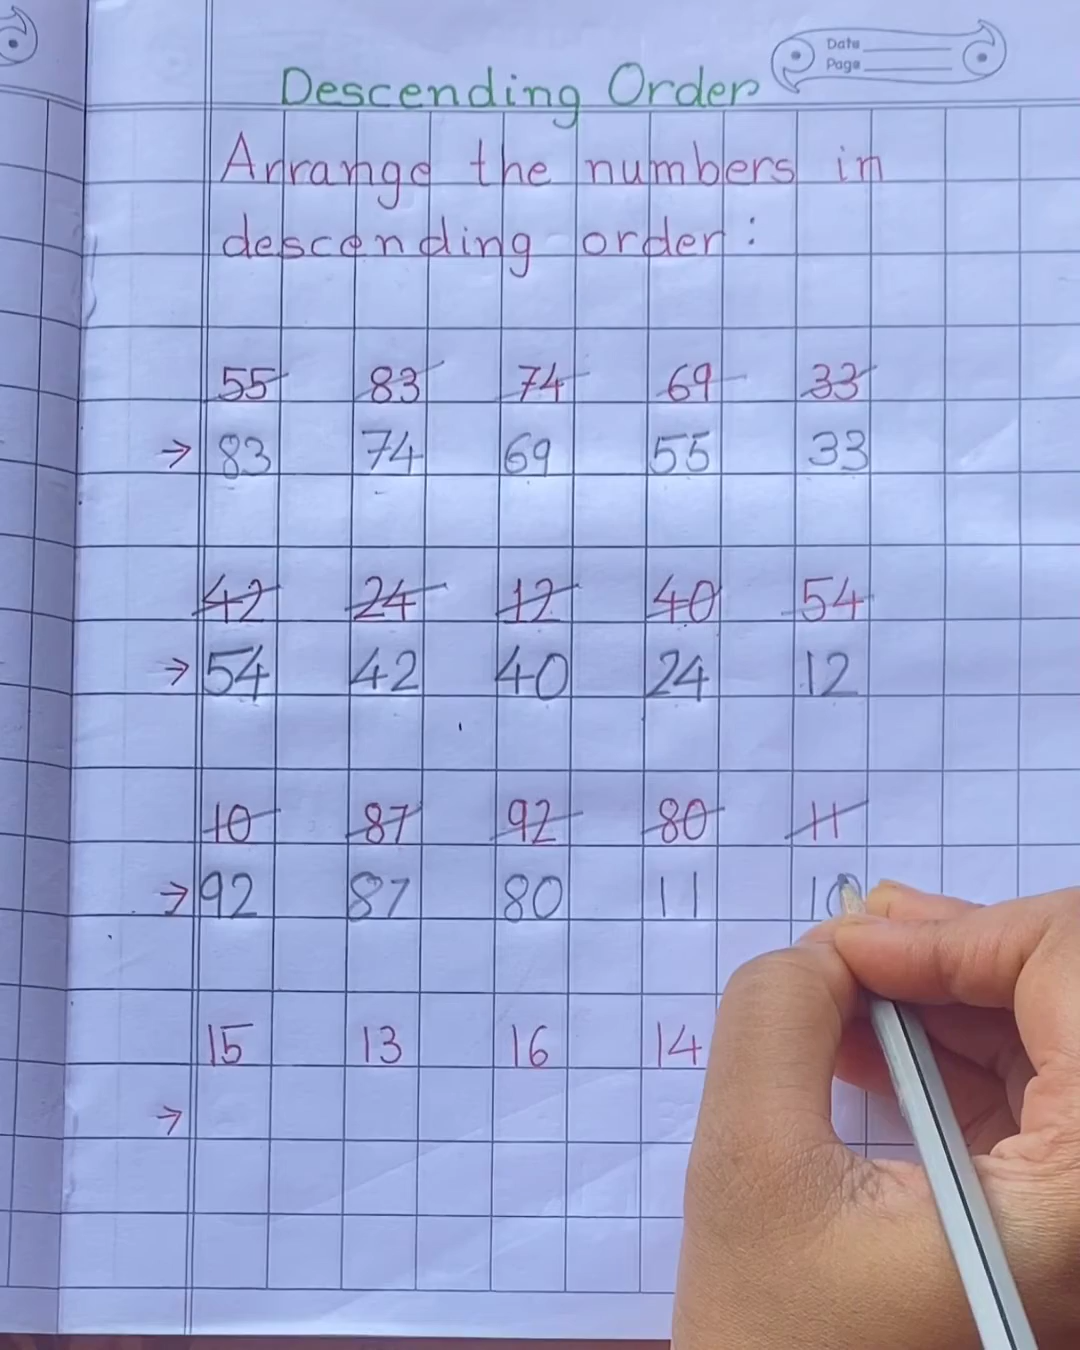 Date
Page
Descending Order
Arrange the numbers in
descending order:
55 83 74 69 33
→ 83 74 69 55 33
42 24 12 40 54
→ 54 42 40 24 12
10 87 92 80 11
→ 92 87 80 11 10
15 13 16 14
→